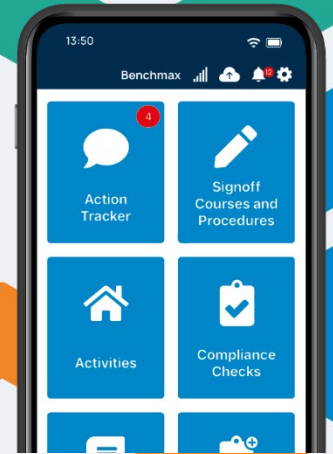 13:50
Benchmax 12
4
Action
Tracker
Signoff
Courses and
Procedures
Activities
Compliance
Checks